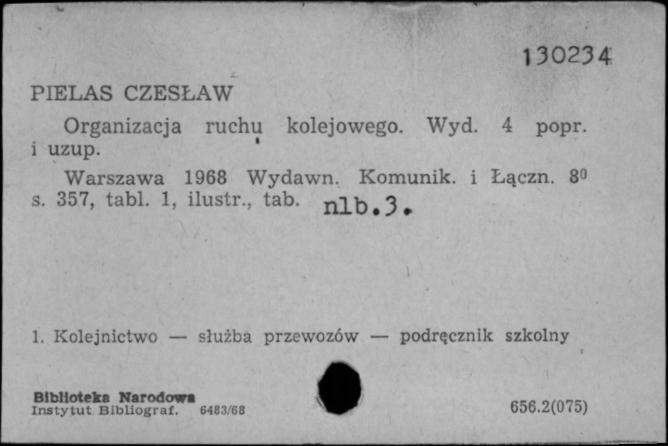 130234
PIELAS CZESŁAW
Organizacja ruchu kolejowego. Wyd. 4 popr.
i uzup.
Warszawa 1968 Wydawn. Komunik. i Łączn. 8⁰
s. 357, tabl. 1, ilustr., tab. nlb.3.
1. Kolejnictwo — służba przewozów — podręcznik szkolny
Biblioteka Narodowa
Instytut Bibliograf. 6483/68
656.2(075)